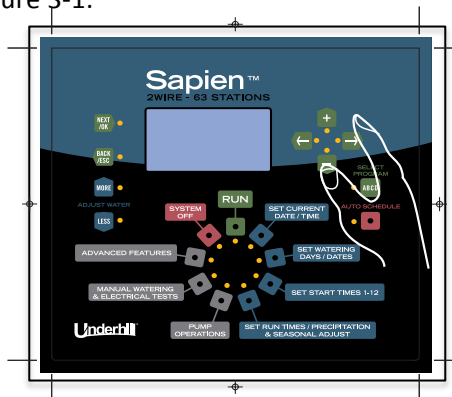 ure 3-1.
Sapien™
2WIRE - 63 STATIONS
NEXT
/OK
BACK
/ESC
MORE
ADJUST WATER
LESS
+
←
→
SELECT
PROGRAM
ABCD
AUTO SCHEDULE
RUN
SYSTEM
OFF
SET CURRENT
DATE / TIME
ADVANCED FEATURES
SET WATERING
DAYS / DATES
MANUAL WATERING
& ELECTRICAL TESTS
SET START TIMES 1-12
PUMP
OPERATIONS
SET RUN TIMES / PRECIPITATION
& SEASONAL ADJUST
Underhill